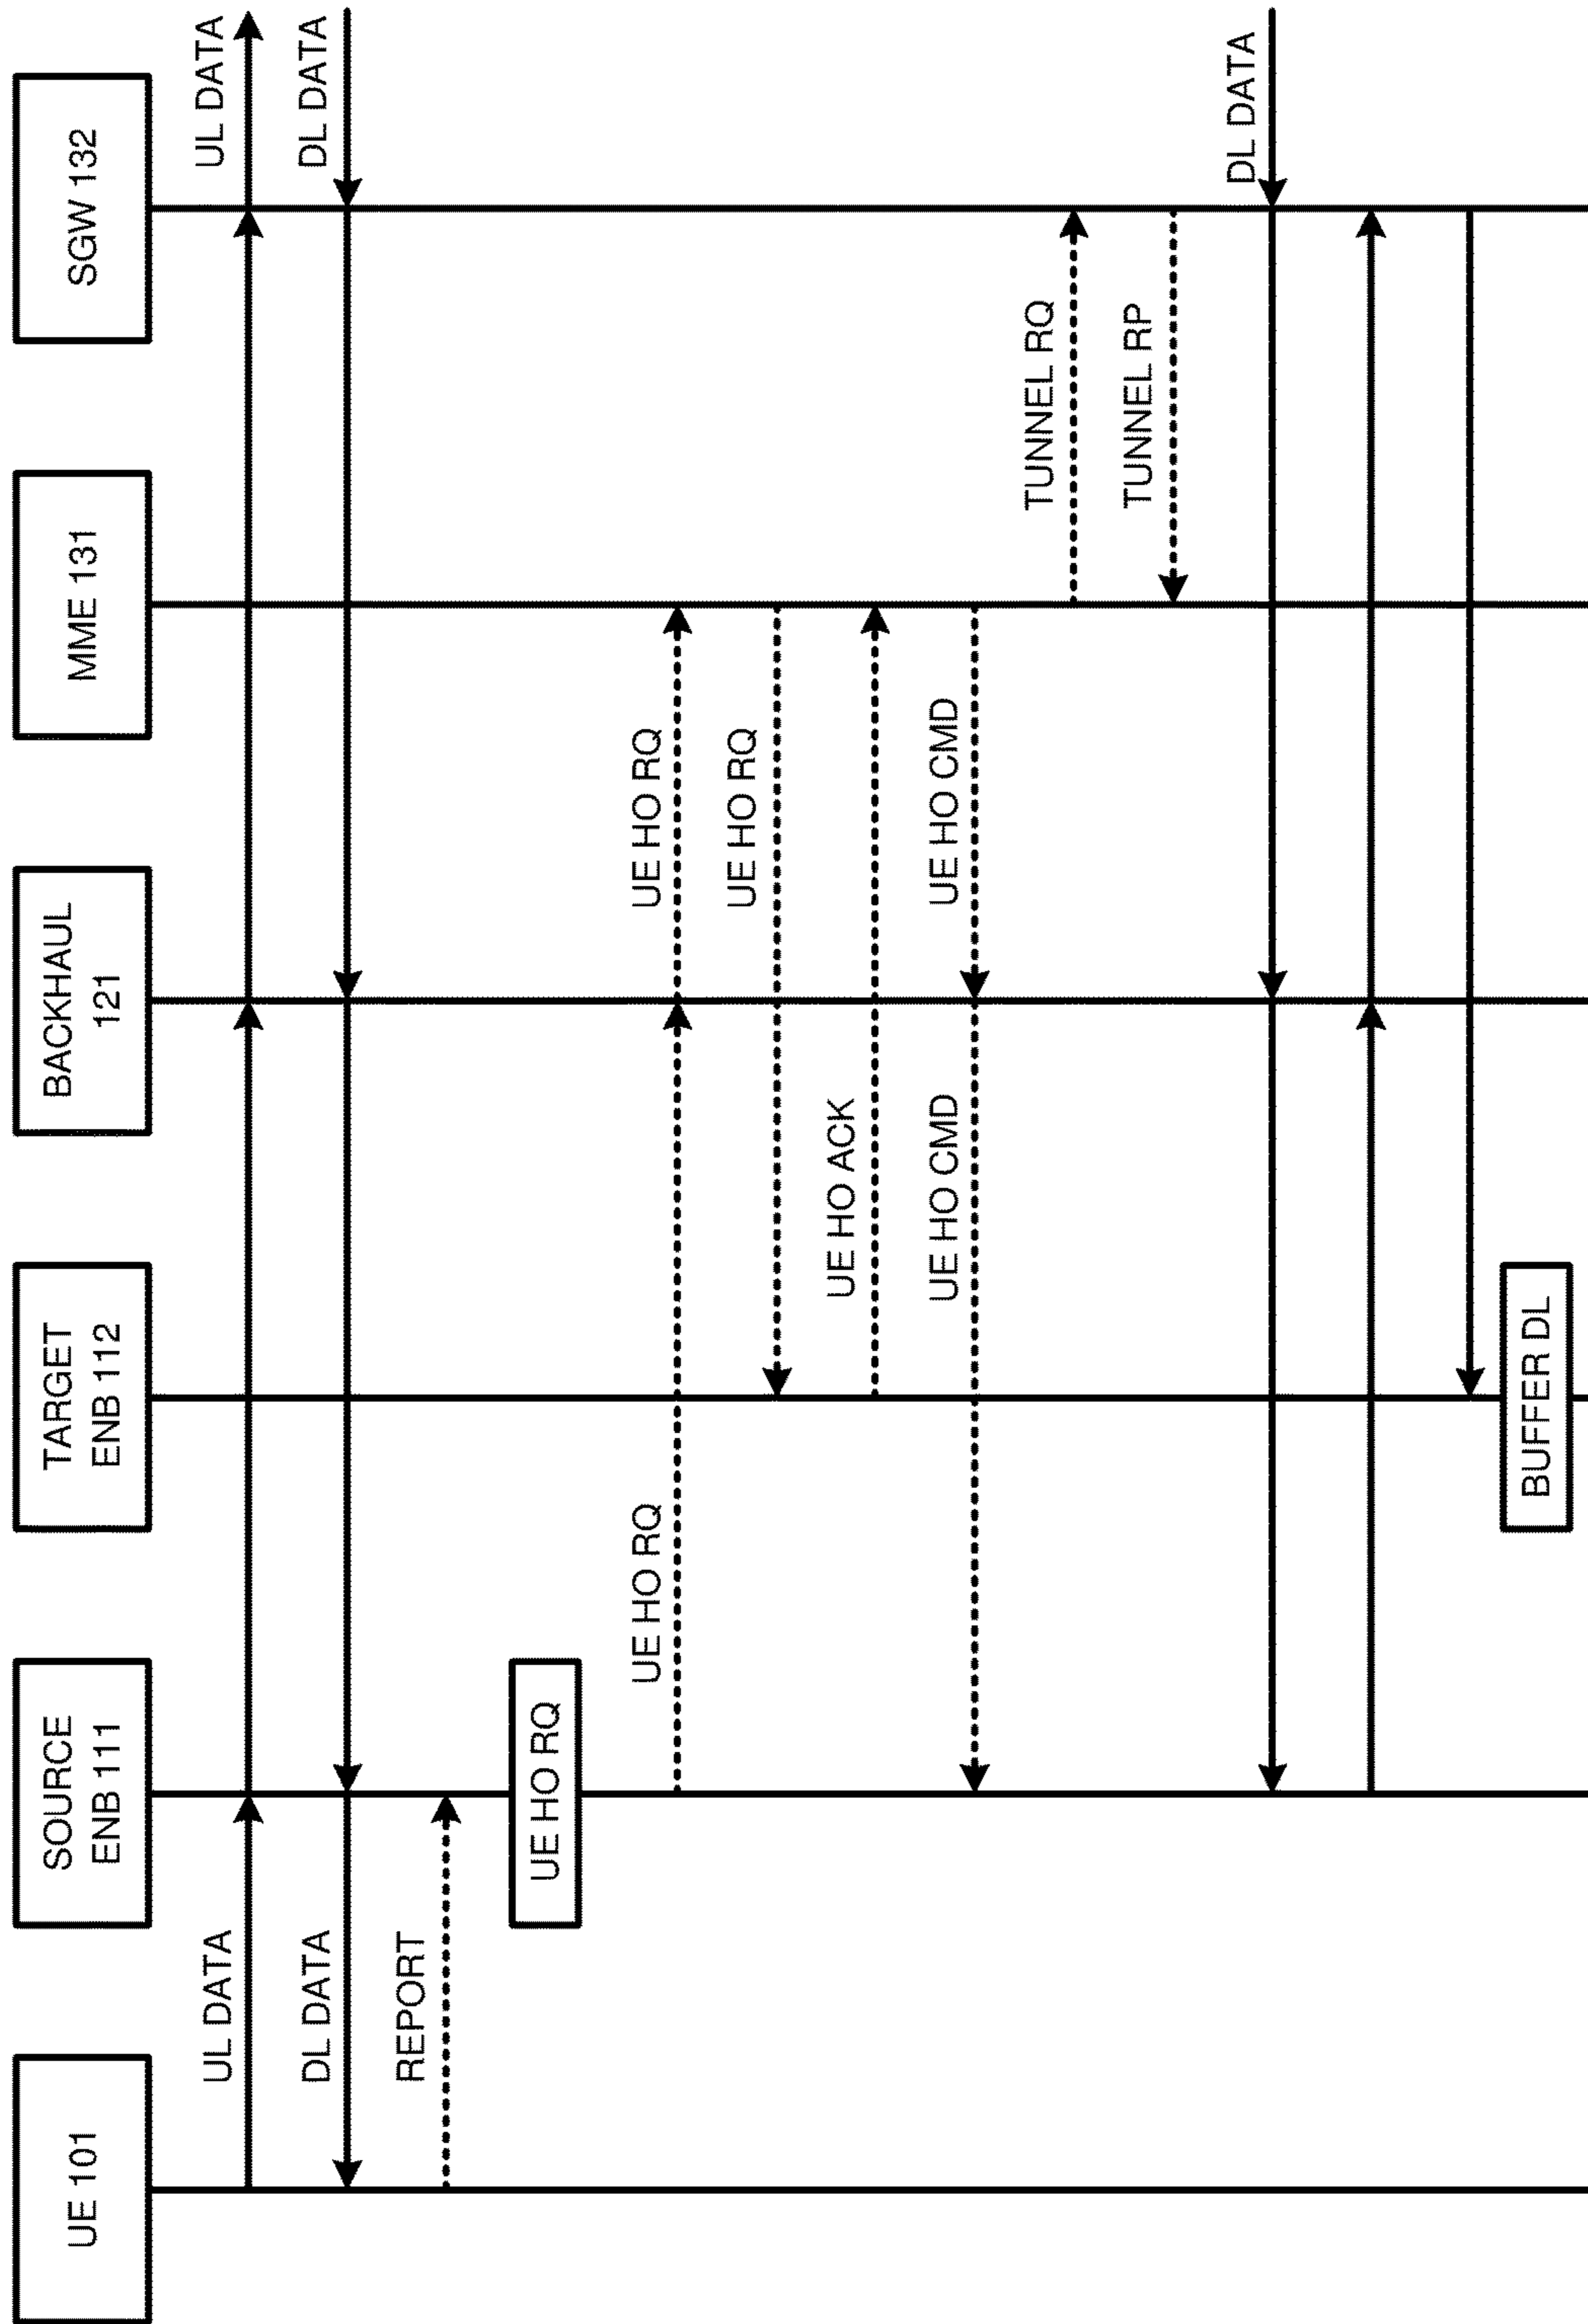 UE 101
SOURCE
ENB 111
TARGET
ENB 112
BACKHAUL
121
MME 131
SGW 132
UL DATA
UL DATA
DL DATA
DL DATA
REPORT
UE HO RQ
UE HO RQ
UE HO RQ
UE HO RQ
UE HO ACK
UE HO CMD
UE HO CMD
TUNNEL RQ
TUNNEL RP
DL DATA
BUFFER DL